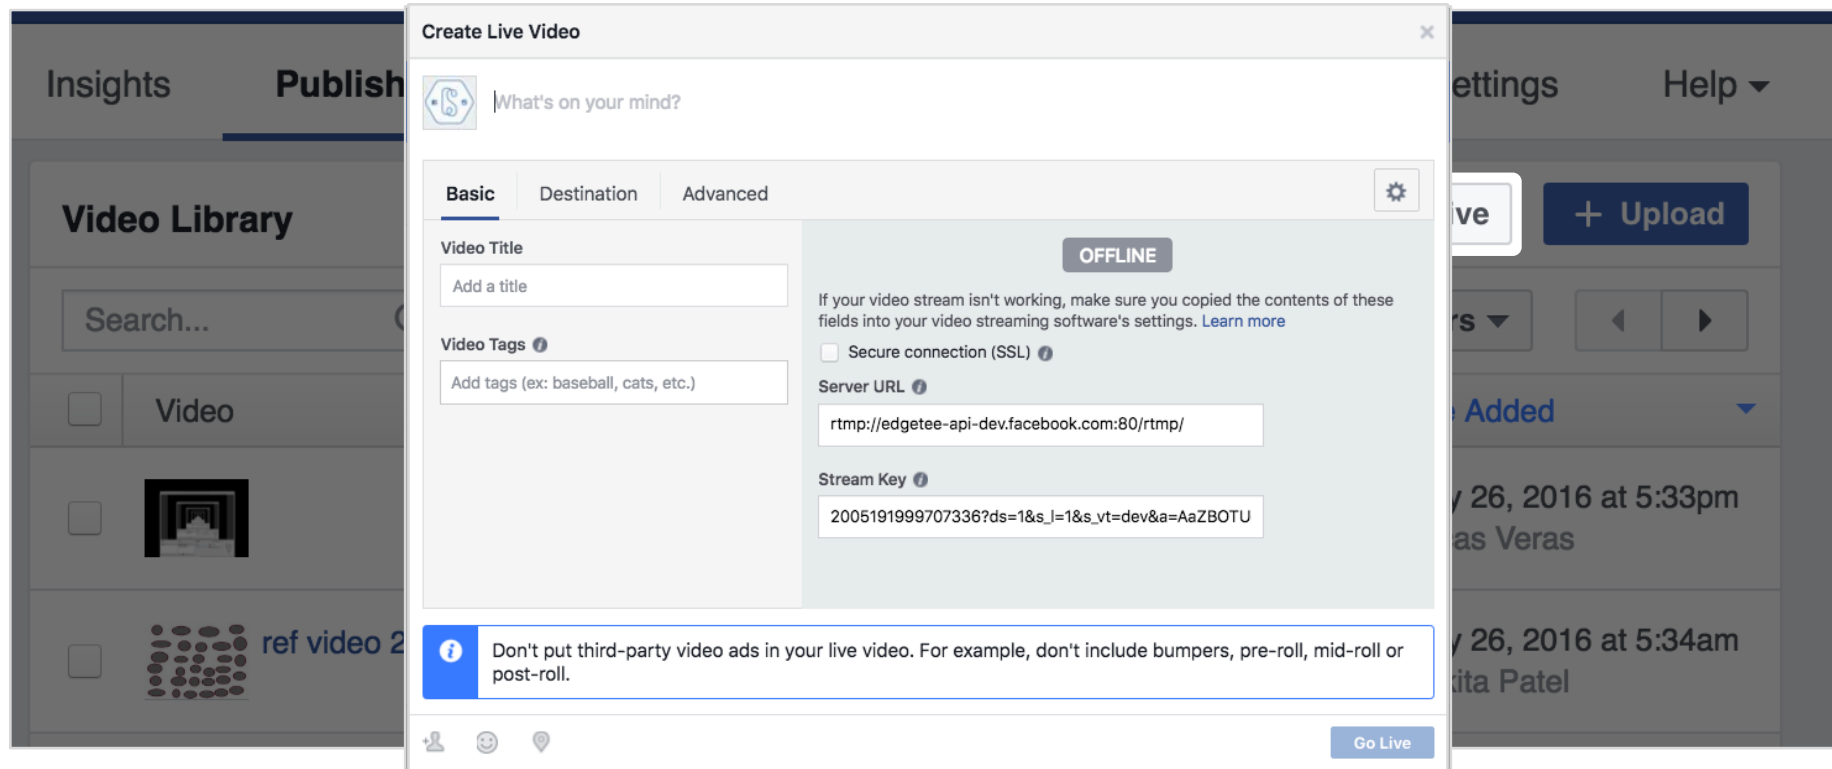 Create Live Video
Insights
Publish
ettings
Help
What's on your mind?
Basic
Destination
Advanced
Video Library
ive
+ Upload
Video Title
Add a title
OFFLINE
If your video stream isn't working, make sure you copied the contents of these
fields into your video streaming software's settings. Learn more
Search...
rs
Video Tags
Add tags (ex: baseball, cats, etc.)
Secure connection (SSL)
Server URL
rtmp://edgetee-api-dev.facebook.com:80/rtmp/
Video
Added
Stream Key
2005191999707336?ds=1&s_l=1&s_vt=dev&a=AaZBOTU
y 26, 2016 at 5:33pm
as Veras
ref video 2
Don't put third-party video ads in your live video. For example, don't include bumpers, pre-roll, mid-roll or
post-roll.
y 26, 2016 at 5:34am
kita Patel
Go Live